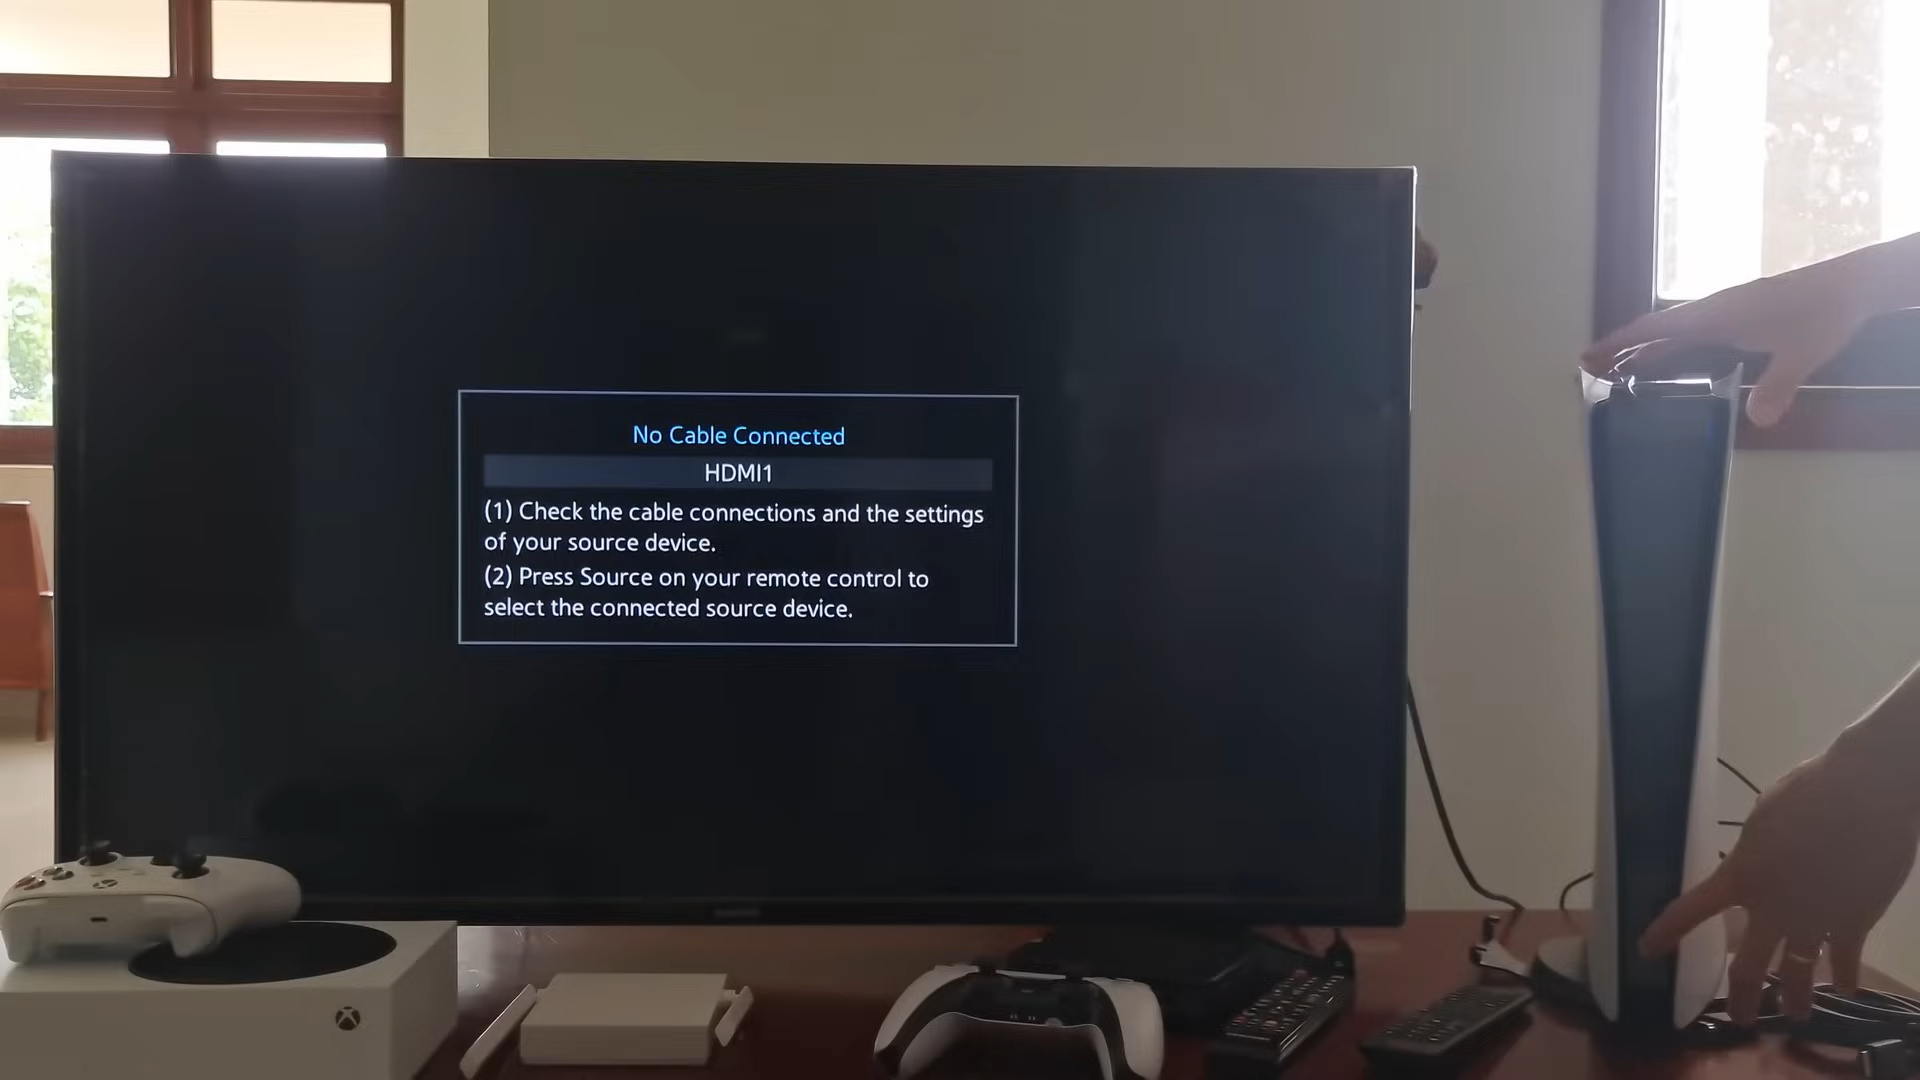 No Cable Connected
HDMI1
(1) Check the cable connections and the settings
of your source device.
(2) Press Source on your remote control to
select the connected source device.